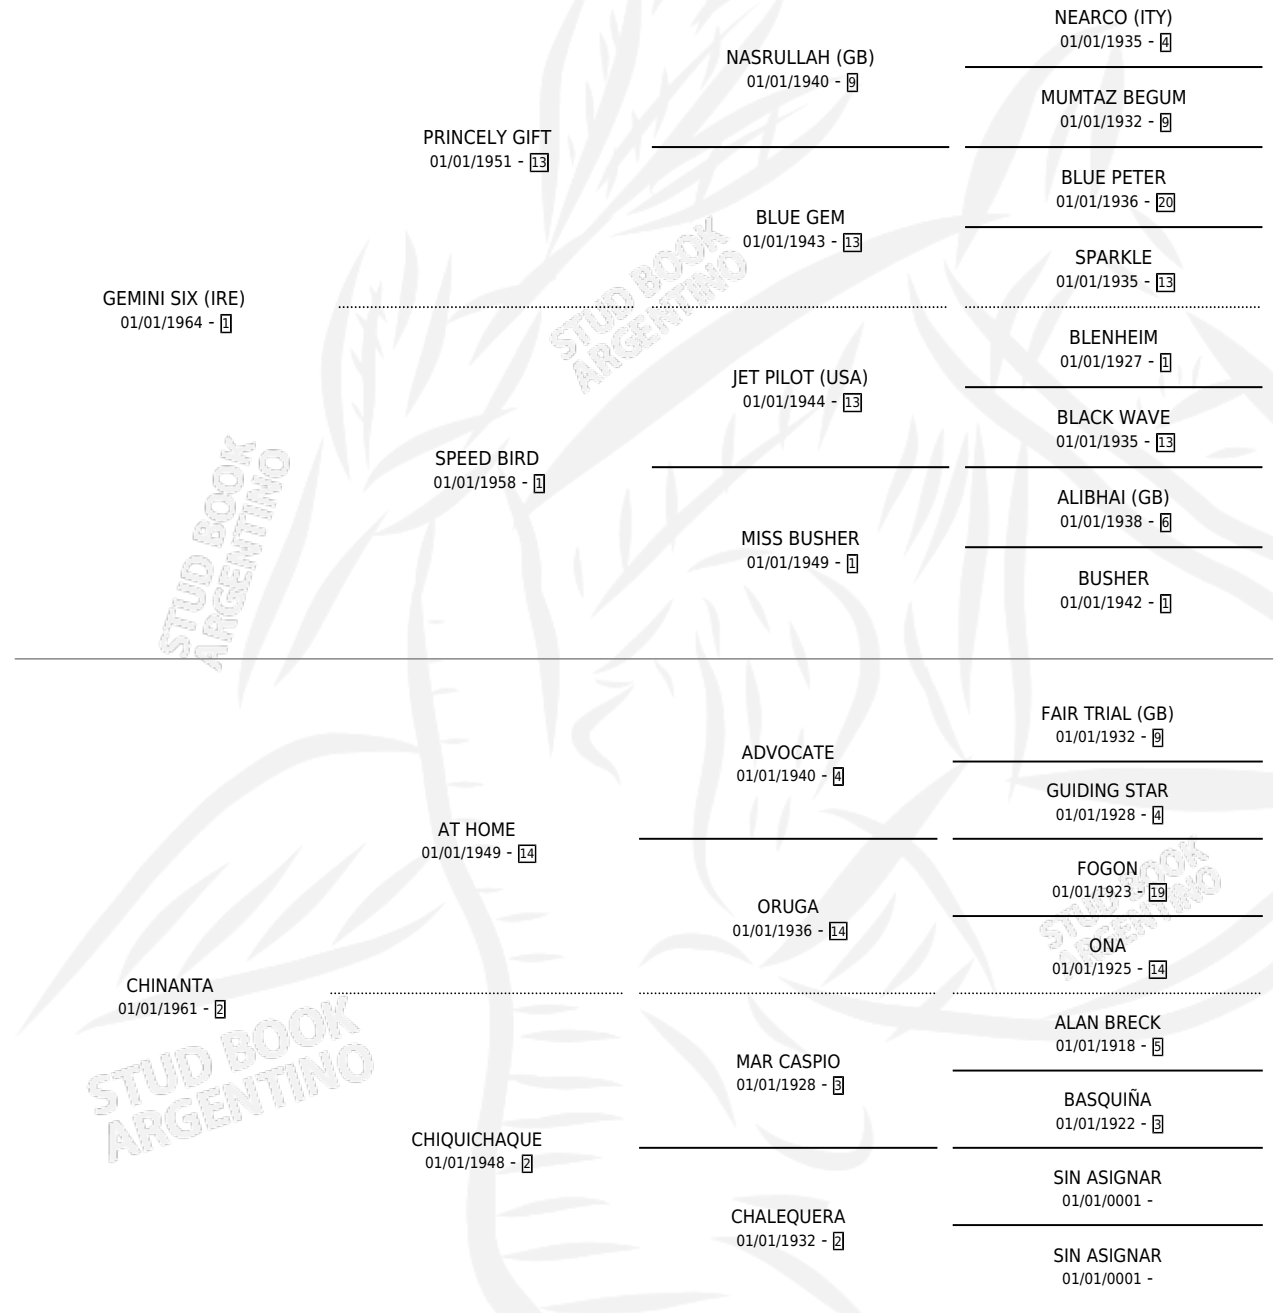 NEARCO (ITY)
01/01/1935 - 4
NASRULLAH (GB)
01/01/1940 - 9
MUMTAZ BEGUM
01/01/1932 - 9
PRINCELY GIFT
01/01/1951 - 13
BLUE PETER
01/01/1936 - 20
BLUE GEM
01/01/1943 - 13
SPARKLE
01/01/1935 - 13
GEMINI SIX (IRE)
01/01/1964 - 1
STUD BOOK
ARGENTINO
BLENHEIM
01/01/1927 - 1
JET PILOT (USA)
01/01/1944 - 13
BLACK WAVE
01/01/1935 - 13
SPEED BIRD
01/01/1958 - 1
ALIBHAI (GB)
01/01/1938 - 6
MISS BUSHER
01/01/1949 - 1
BUSHER
01/01/1942 - 1
STUD BOOK
ARGENTINO
FAIR TRIAL (GB)
01/01/1932 - 9
ADVOCATE
01/01/1940 - 4
GUIDING STAR
01/01/1928 - 4
AT HOME
01/01/1949 - 14
FOGON
01/01/1923 - 19
ORUGA
01/01/1936 - 14
STUD BOOK
ARGENTINO
ONA
01/01/1925 - 14
CHINANTA
01/01/1961 - 2
ALAN BRECK
01/01/1918 - 5
STUD BOOK
ARGENTINO
MAR CASPIO
01/01/1928 - 3
BASQUIÑA
01/01/1922 - 3
CHIQUICHAQUE
01/01/1948 - 2
SIN ASIGNAR
01/01/0001 -
CHALEQUERA
01/01/1932 - 2
SIN ASIGNAR
01/01/0001 -